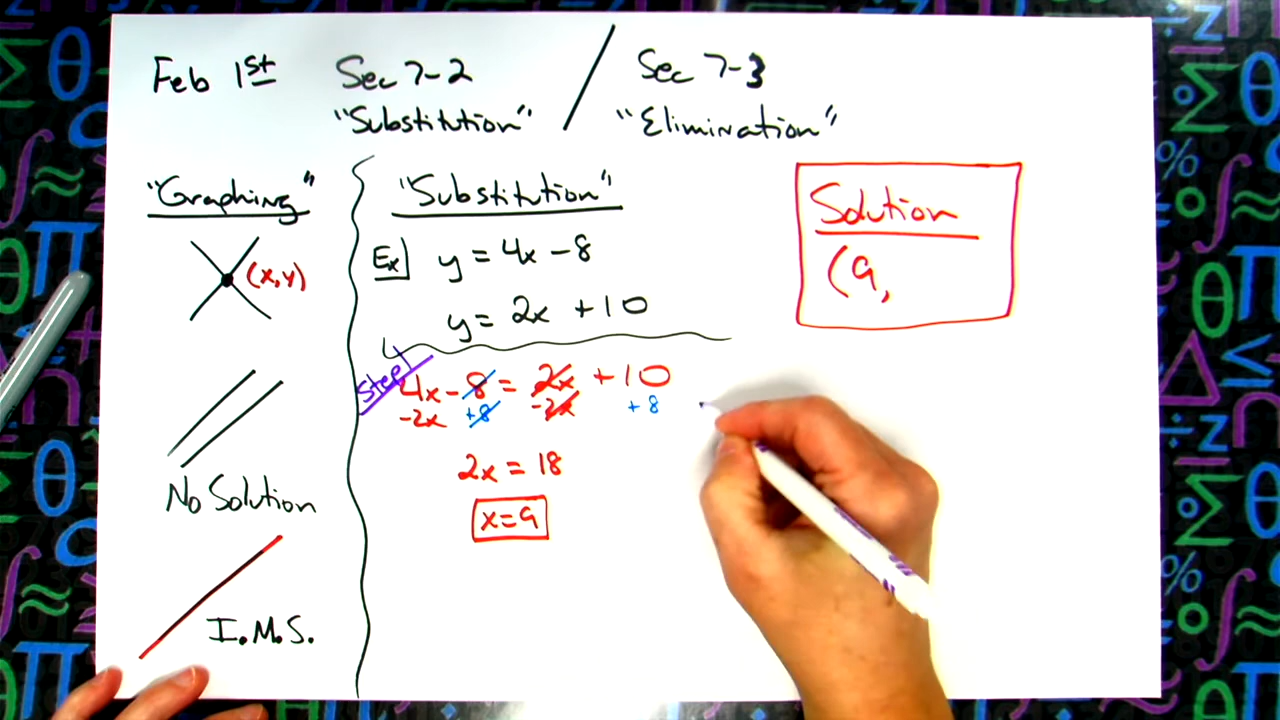 Feb 1st Sec 7-2 / Sec 7-3
"Substitution" "Elimination"
"Graphing"
(x,y)
No Solution
I.M.S.
"Substitution"
Ex y = 4x - 8
y = 2x + 10
Step 1
4x - 8 = 2x + 10
-2x +8 -2x +8
2x = 18
x = 9
Solution
(9,